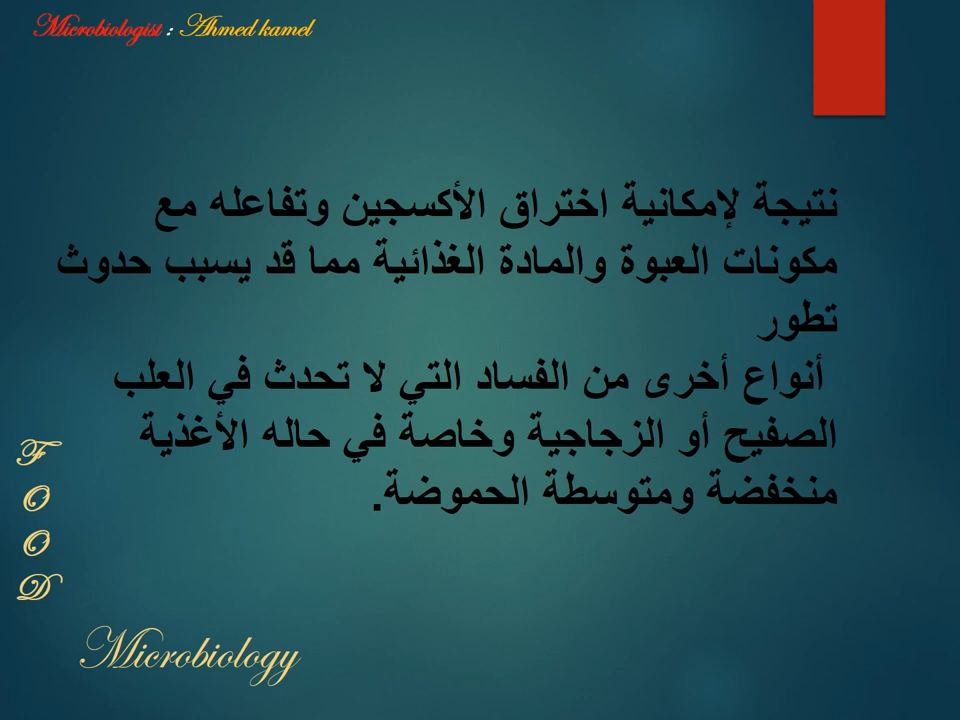 Microbiologist : Ahmed kamel
نتيجة لإمكانية اختراق الأكسجين وتفاعله مع
مكونات العبوة والمادة الغذائية مما قد يسبب حدوث
تطور
أنواع أخرى من الفساد التي لا تحدث في العلب
الصفيح أو الزجاجية وخاصة في حاله الأغذية
منخفضة ومتوسطة الحموضة.
F
O
O
D
Microbiology